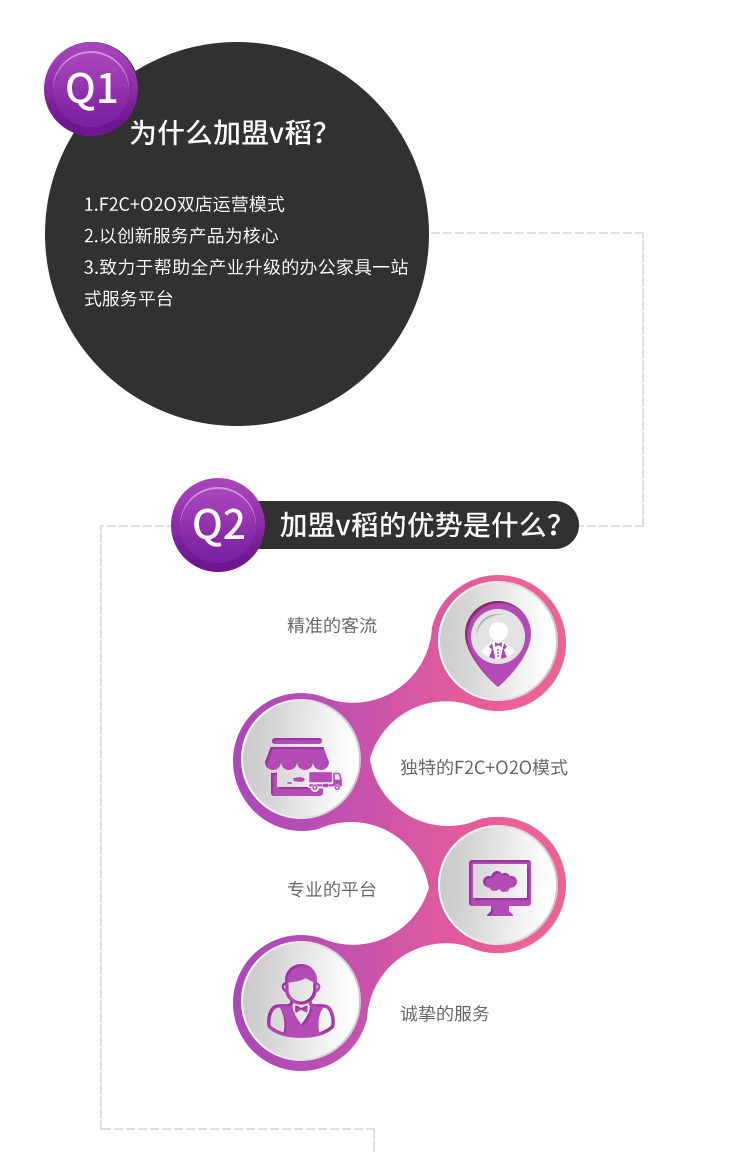 Q1
为什么加盟v稻?
1.F2C+O2O双店运营模式
2.以创新服务产品为核心
3.致力于帮助全产业升级的办公家具一站
式服务平台
Q2
加盟v稻的优势是什么?
精准的客流
独特的F2C+O2O模式
专业的平台
诚挚的服务